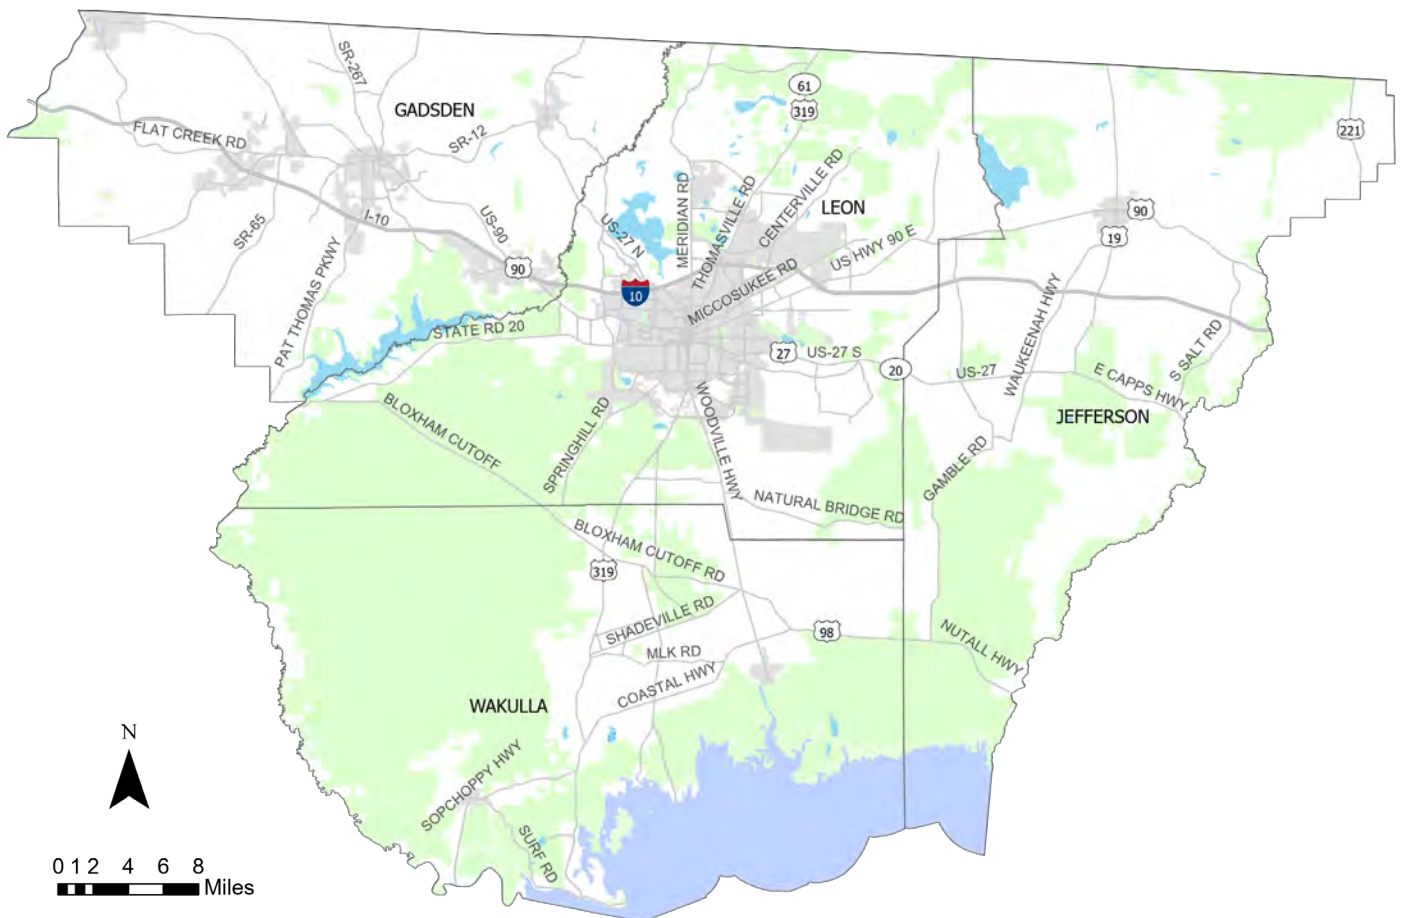 SR-267
GADSDEN
61
319
221
FLAT CREEK RD
SR-12
MERIDIAN RD
THOMASVILLE RD
CENTERVILLE RD
LEON
90
SR-65
I-10
US-90
US-27 N
US HWY 90 E
19
90
MICCOSUKEE RD
10
PAT THOMAS PKWY
STATE RD 20
27
US-27 S
20
US-27
WAUKEENAH HWY
S SALT RD
E CAPPS HWY
JEFFERSON
BLOXHAM CUTOFF
SPRINGHILL RD
WOODVILLE HWY
GAMBLE RD
NATURAL BRIDGE RD
BLOXHAM CUTOFF RD
319
SHADEVILLE RD
98
NUTALL HWY
MLK RD
COASTAL HWY
WAKULLA
N
SOPCHOPPY HWY
SURF RD
0 1 2 4 6 8
Miles